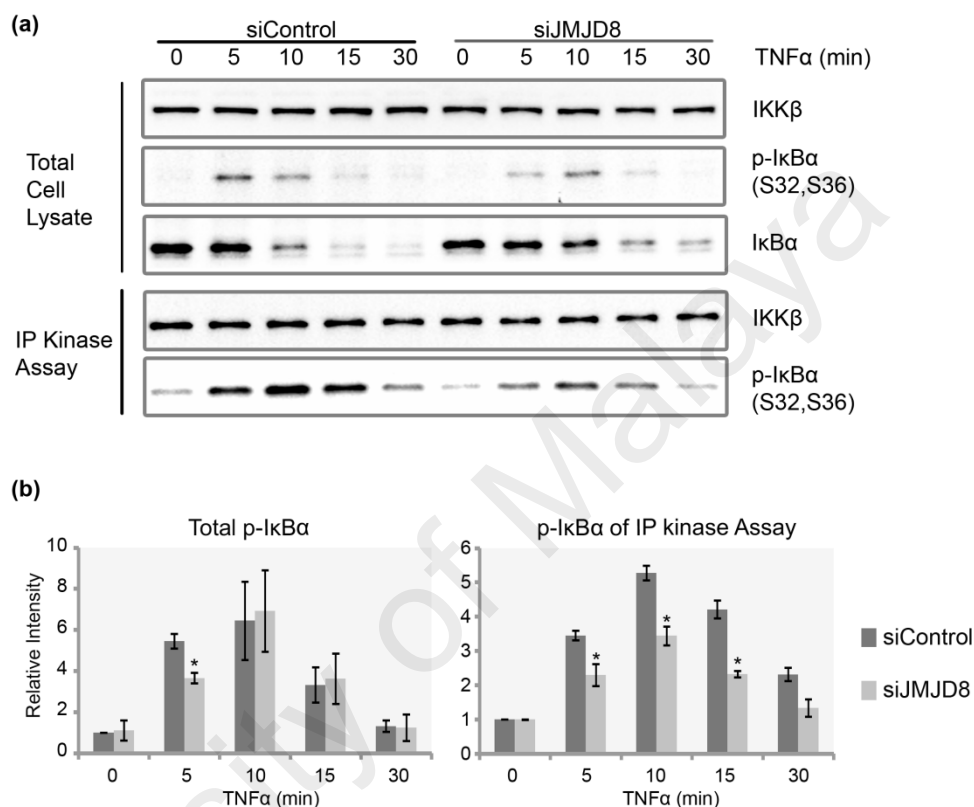 (a)
siControl siJMJD8
0 5 10 15 30 0 5 10 15 30 TNFα (min)
Total Cell Lysate
IKKβ
p-IκBα
(S32,S36)
IκBα
IP Kinase Assay
IKKβ
p-IκBα
(S32,S36)
(b)
Total p-IκBα
Relative Intensity
10
8
6
4
2
0
* 
0 5 10 15 30
TNFα (min)
p-IκBα of IP kinase Assay
6
5
4
3
2
1
0
* * *
0 5 10 15 30
TNFα (min)
siControl
siJMJD8
University of Malaya